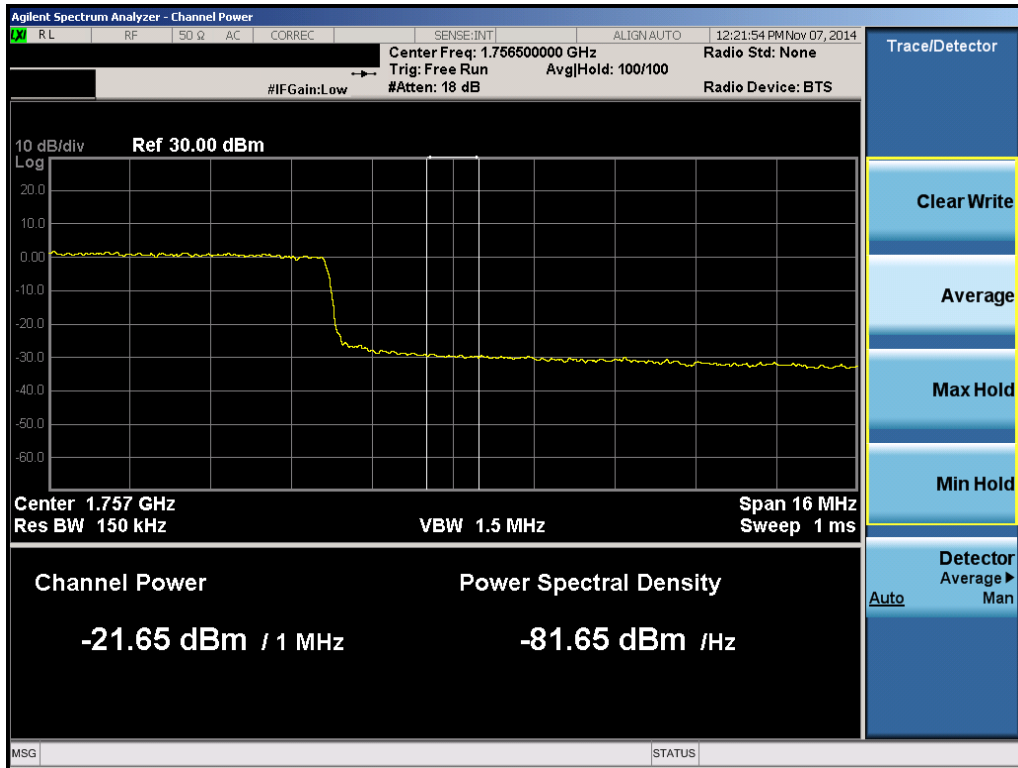 Agilent Spectrum Analyzer - Channel Power
LXI RL RF 50 Ω AC CORREC SENSE:INT ALIGN AUTO 12:21:54 PM Nov 07, 2014
Center Freq: 1.756500000 GHz Radio Std: None
Trig: Free Run Avg|Hold: 100/100
#IFGain:Low #Atten: 18 dB Radio Device: BTS
10 dB/div Ref 30.00 dBm
Log
20.0
10.0
0.00
-10.0
-20.0
-30.0
-40.0
-50.0
-60.0
Center 1.757 GHz Span 16 MHz
Res BW 150 kHz VBW 1.5 MHz Sweep 1 ms
Channel Power Power Spectral Density
-21.65 dBm / 1 MHz -81.65 dBm /Hz
MSG STATUS
Trace/Detector
Clear Write
Average
Max Hold
Min Hold
Detector
Average▶
Auto Man